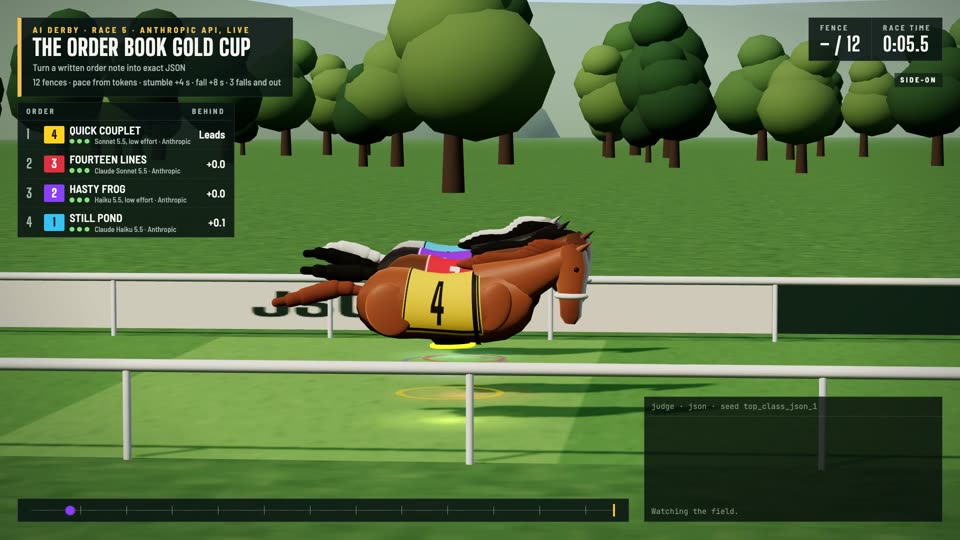 AI DERBY · RACE 5 · ANTHROPIC API, LIVE
THE ORDER BOOK GOLD CUP
Turn a written order note into exact JSON
12 fences · pace from tokens · stumble +4 s · fall +8 s · 3 falls and out
FENCE RACE TIME
– / 12 0:05.5
SIDE-ON
ORDER BEHIND
1 4 QUICK COUPLET Leads
Sonnet 5.5, low effort · Anthropic
2 3 FOURTEEN LINES +0.0
Claude Sonnet 5.5 · Anthropic
3 2 HASTY FROG +0.0
Haiku 5.5, low effort · Anthropic
4 1 STILL POND +0.1
Claude Haiku 5.5 · Anthropic
4
judge · json · seed top_class_json_1
Watching the field.